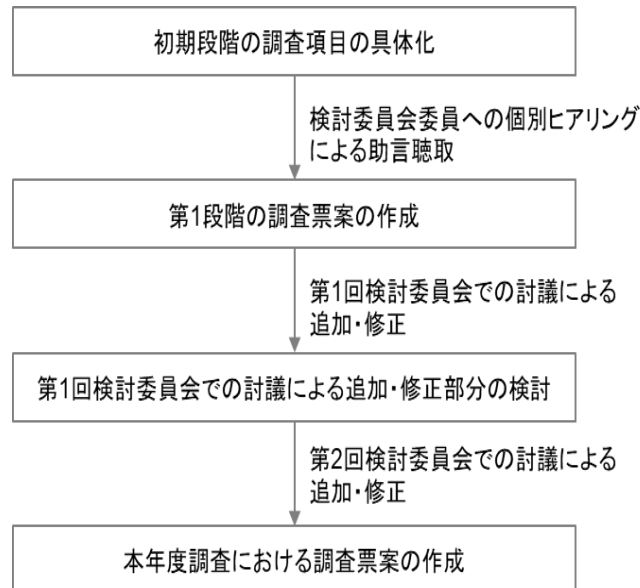 初期段階の調査項目の具体化
検討委員会委員への個別ヒアリング
による助言聴取
第1段階の調査票案の作成
第1回検討委員会での討議による
追加・修正
第1回検討委員会での討議による追加・修正部分の検討
第2回検討委員会での討議による
追加・修正
本年度調査における調査票案の作成